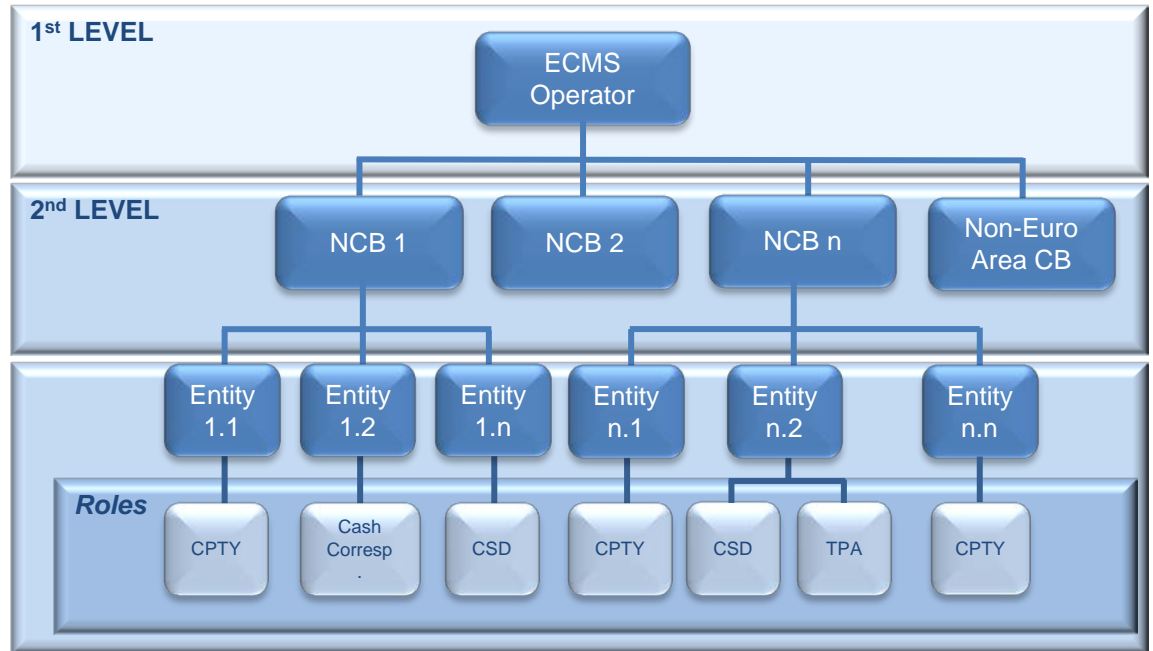 1st LEVEL
ECMS
Operator
2nd LEVEL
NCB 1
NCB 2
NCB n
Non-Euro
Area CB
Entity
1.1
Entity
1.2
Entity
1.n
Entity
n.1
Entity
n.2
Entity
n.n
Roles
CPTY
Cash
Corresp
.
CSD
CPTY
CSD
TPA
CPTY